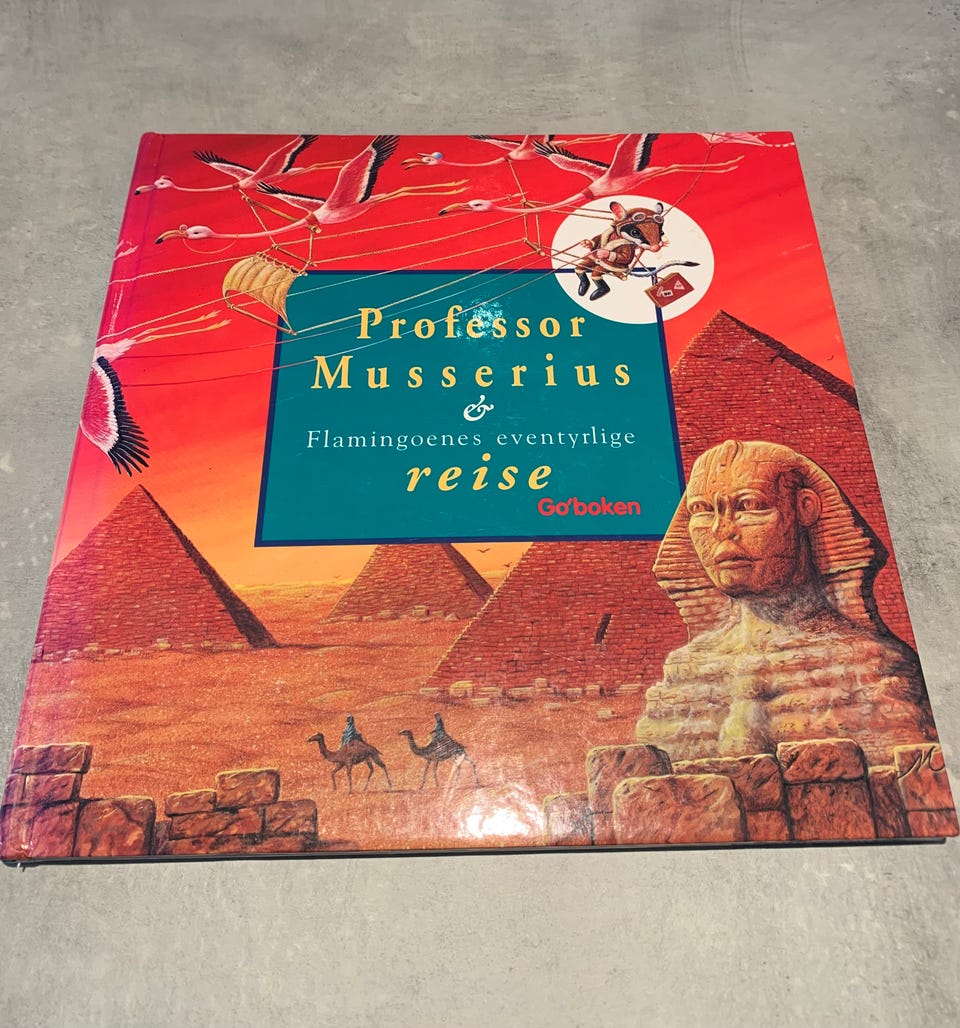 Professor
Musserius
&
Flamingoenes eventyrlige
reise
Go'boken